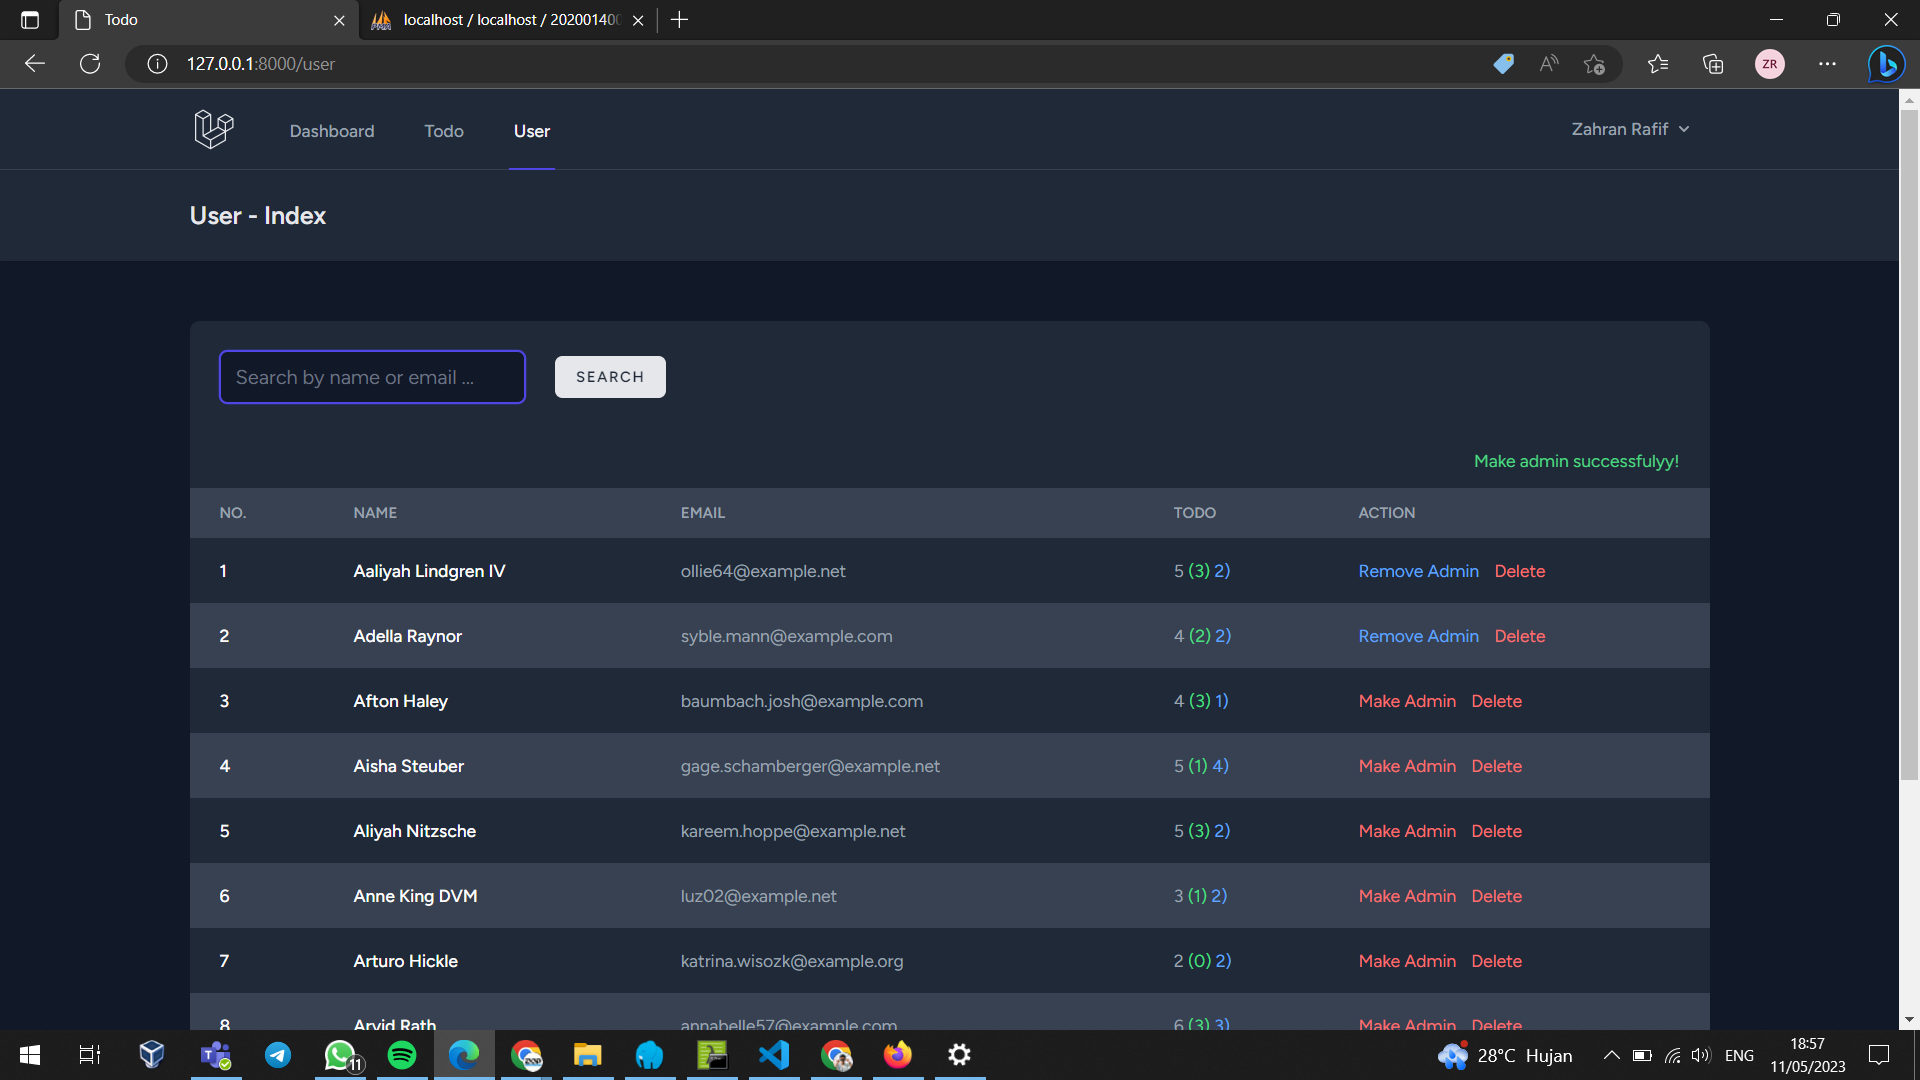 Todo
localhost / localhost / 20200140
127.0.0.1:8000/user
ZR
Dashboard
Todo
User
Zahran Rafif
User - Index
Search by name or email ...
SEARCH
Make admin successfulyy!
NO. NAME EMAIL TODO ACTION
1 Aaliyah Lindgren IV ollie64@example.net 5 (3) 2) Remove Admin Delete
2 Adella Raynor syble.mann@example.com 4 (2) 2) Remove Admin Delete
3 Afton Haley baumbach.josh@example.com 4 (3) 1) Make Admin Delete
4 Aisha Steuber gage.schamberger@example.net 5 (1) 4) Make Admin Delete
5 Aliyah Nitzsche kareem.hoppe@example.net 5 (3) 2) Make Admin Delete
6 Anne King DVM luz02@example.net 3 (1) 2) Make Admin Delete
7 Arturo Hickle katrina.wisozk@example.org 2 (0) 2) Make Admin Delete
8 Arvid Rath annabelle57@example.com 6 (3) 3) Make Admin Delete
11
28°C Hujan
ENG
18:57
11/05/2023